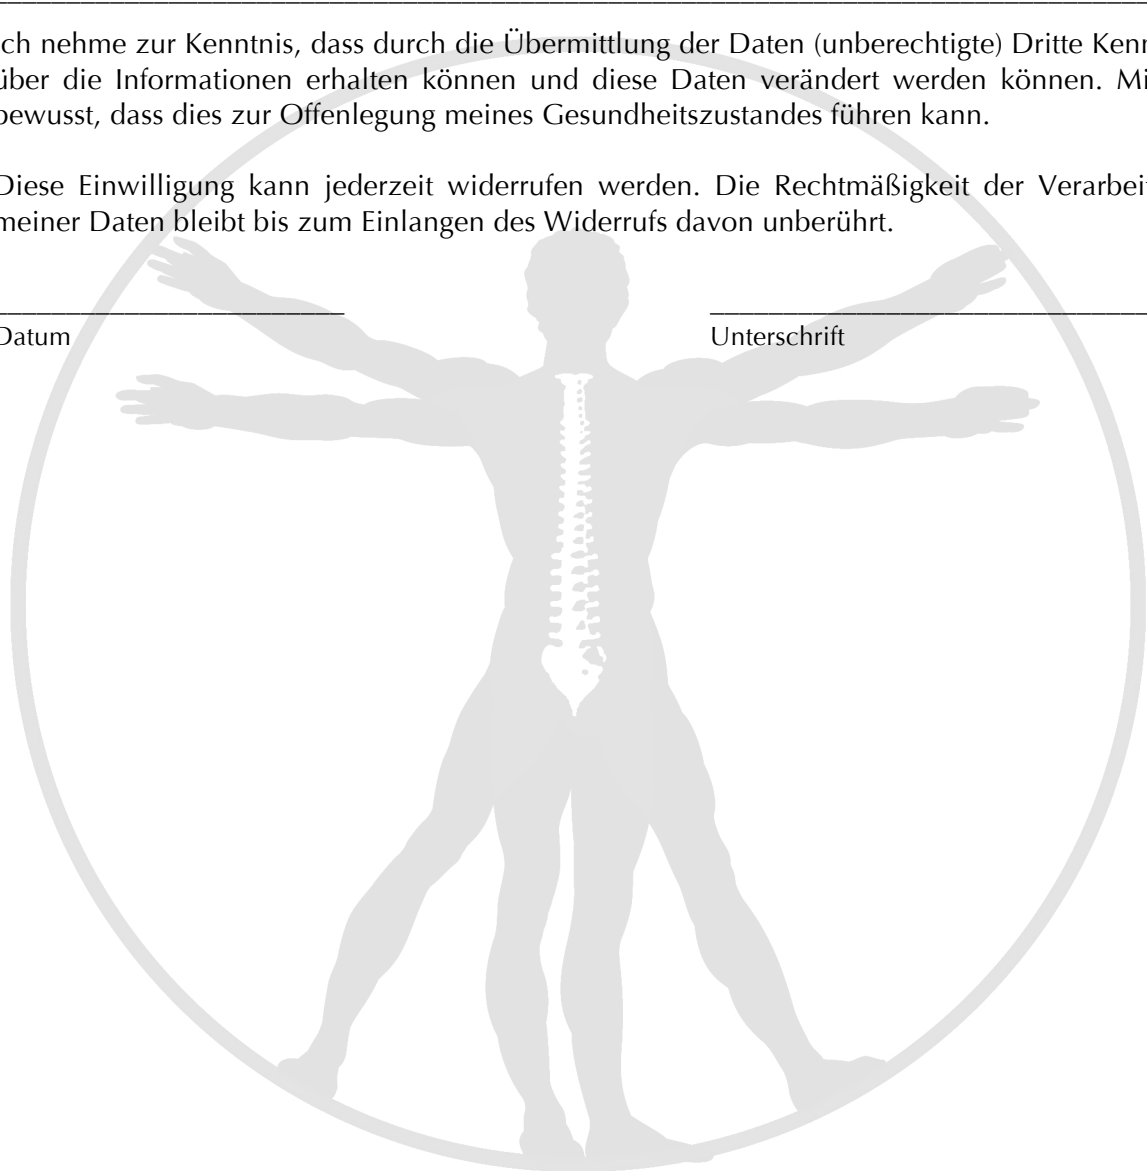 ch nehme zur Kenntnis, dass durch die Übermittlung der Daten (unberechtigte) Dritte Kenn
über die Informationen erhalten können und diese Daten verändert werden können. Mi
bewusst, dass dies zur Offenlegung meines Gesundheitszustandes führen kann.
Diese Einwilligung kann jederzeit widerrufen werden. Die Rechtmäßigkeit der Verarbei
meiner Daten bleibt bis zum Einlangen des Widerrufs davon unberührt.
Datum Unterschrift